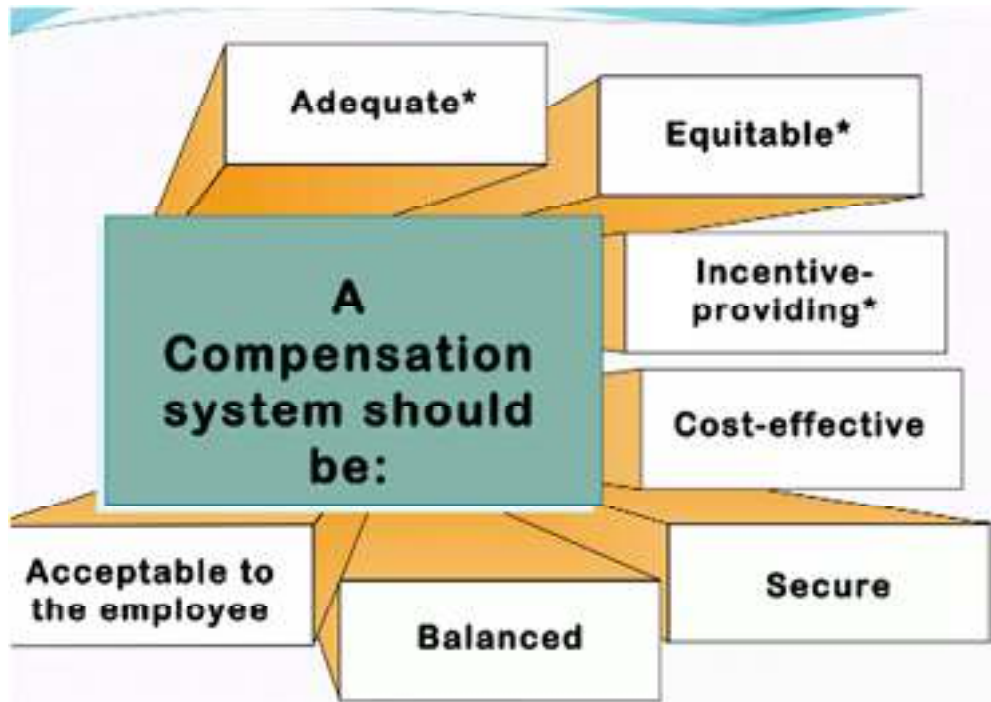 Adequate*
Equitable*
A
Compensation
system should
be:
Incentive-
providing*
Cost-effective
Secure
Balanced
Acceptable to
the employee